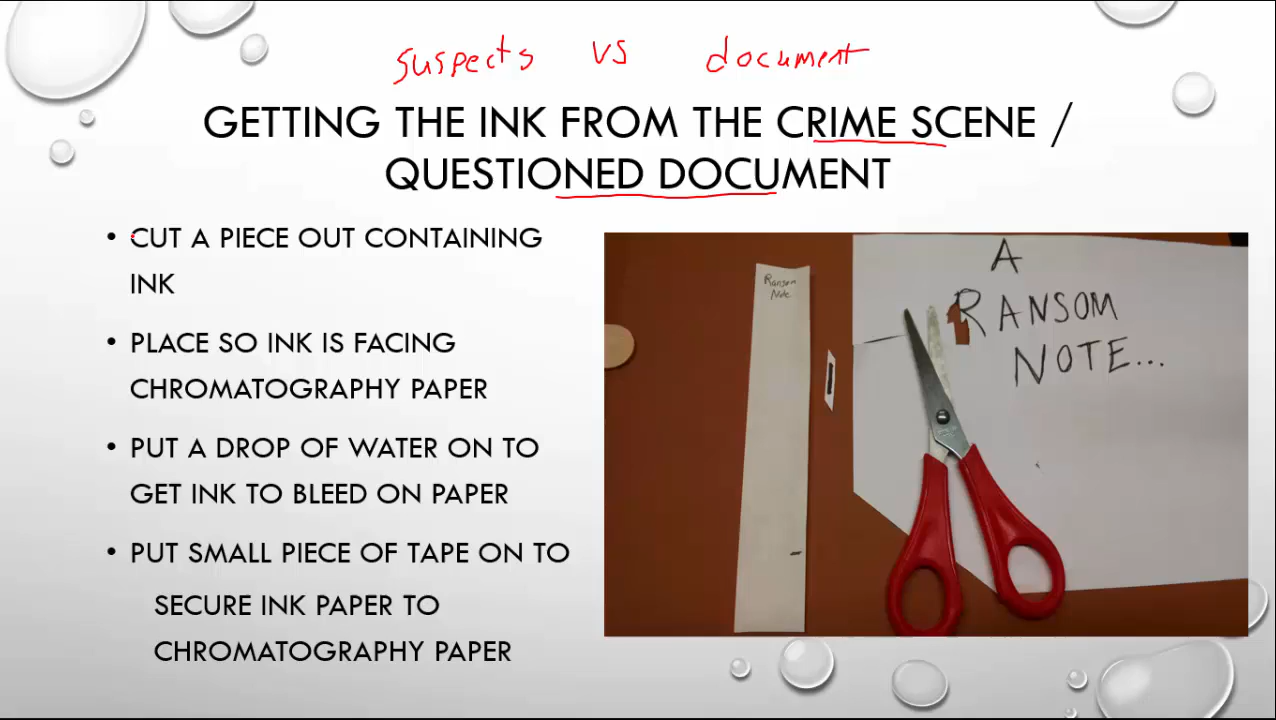 suspects vs document
GETTING THE INK FROM THE CRIME SCENE /
QUESTIONED DOCUMENT
• CUT A PIECE OUT CONTAINING
INK
• PLACE SO INK IS FACING
CHROMATOGRAPHY PAPER
• PUT A DROP OF WATER ON TO
GET INK TO BLEED ON PAPER
• PUT SMALL PIECE OF TAPE ON TO
SECURE INK PAPER TO
CHROMATOGRAPHY PAPER
Ransom
Note
A
RANSOM
NOTE...